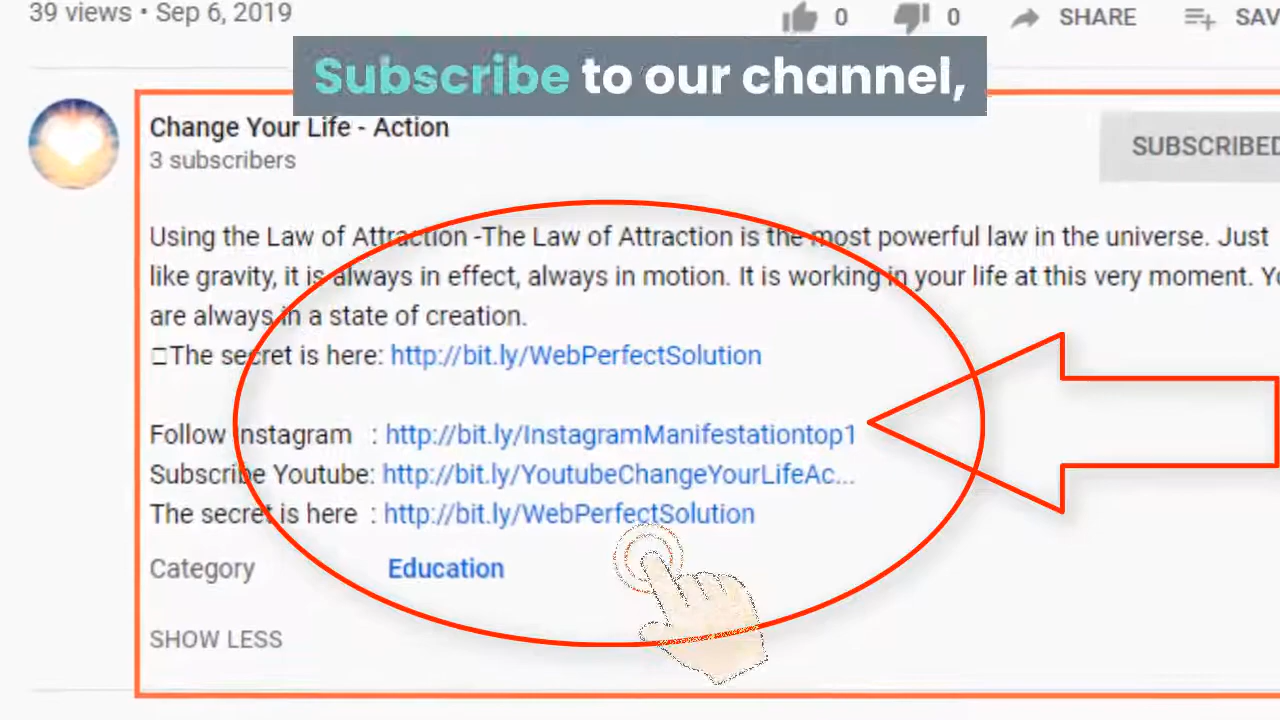 39 views • Sep 6, 2019
0 0 SHARE SAV
Subscribe to our channel,
Change Your Life - Action
3 subscribers
SUBSCRIBED
Using the Law of Attraction -The Law of Attraction is the most powerful law in the universe. Just
like gravity, it is always in effect, always in motion. It is working in your life at this very moment. Yo
are always in a state of creation.
□The secret is here: http://bit.ly/WebPerfectSolution
Follow Instagram : http://bit.ly/InstagramManifestationtop1
Subscribe Youtube: http://bit.ly/YoutubeChangeYourLifeAc...
The secret is here : http://bit.ly/WebPerfectSolution
Category Education
SHOW LESS